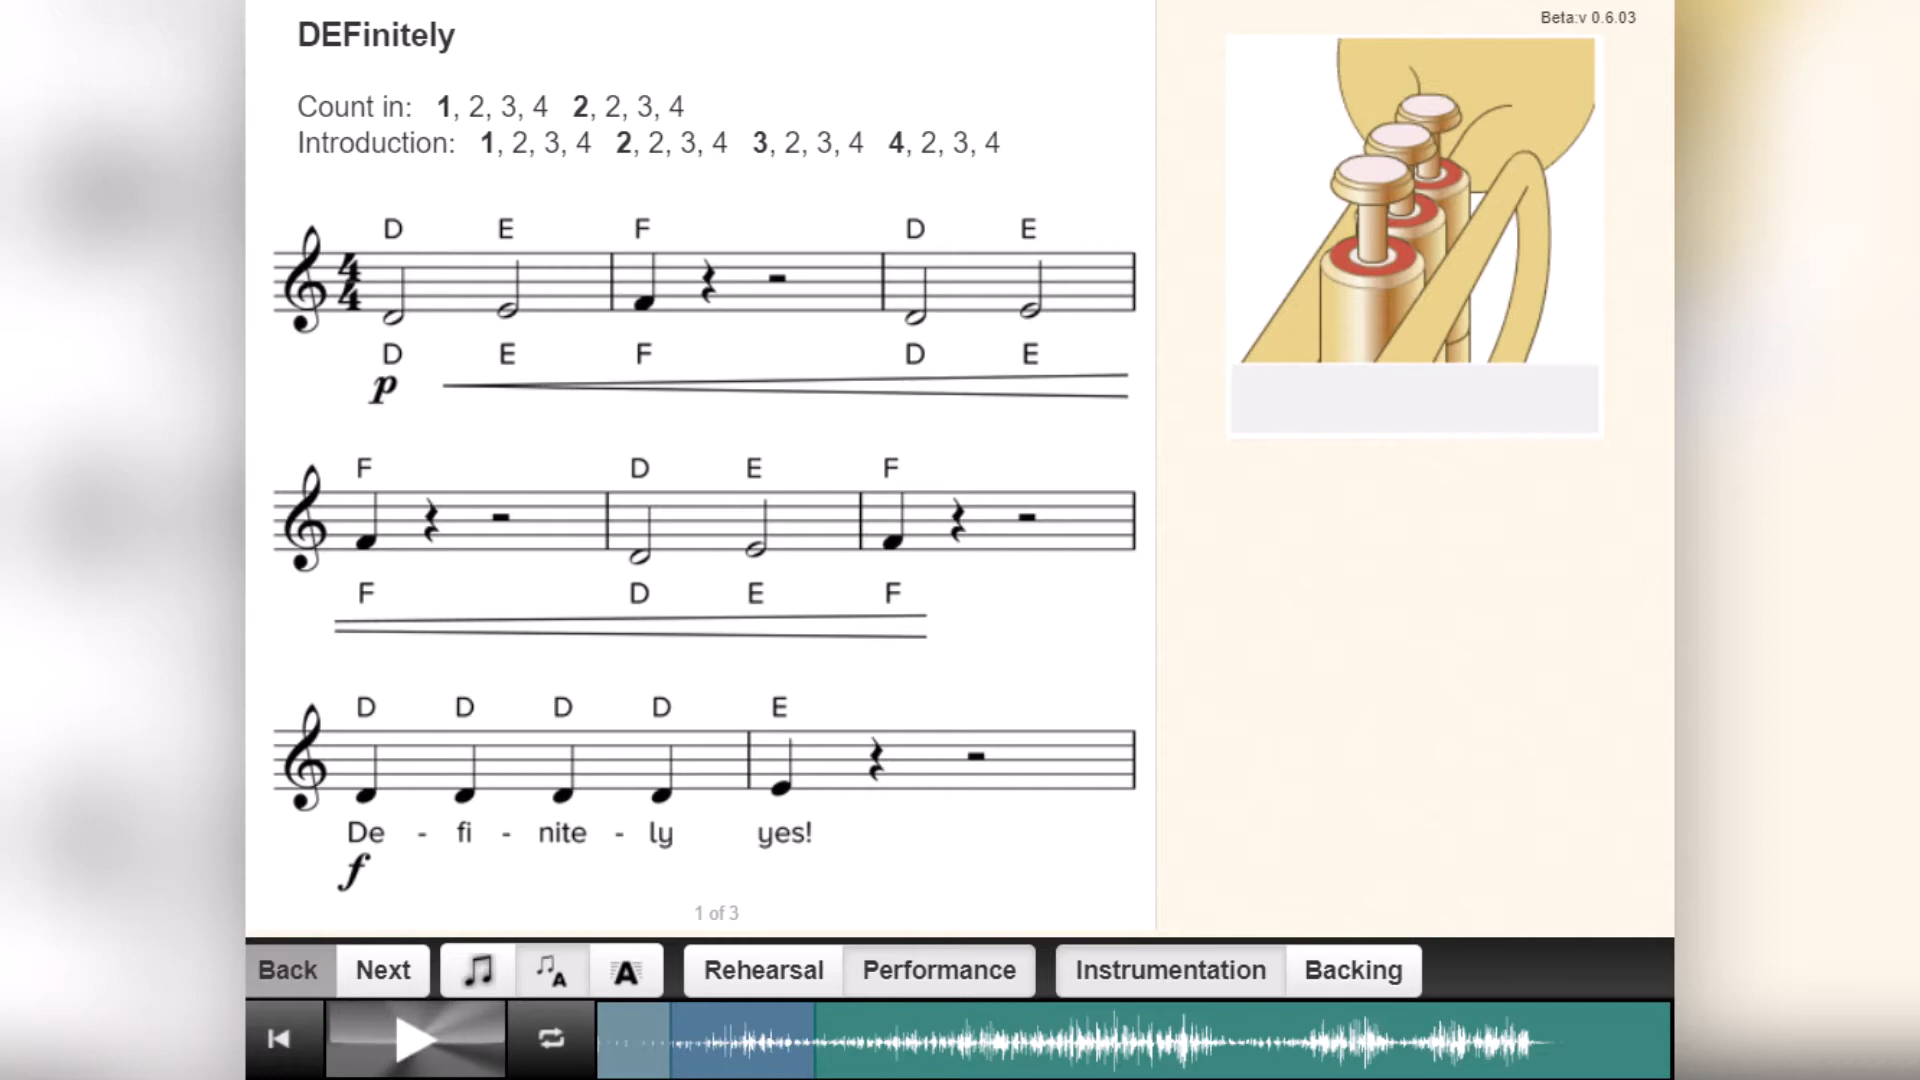 DEFinitely
Beta:v 0.6.03
Count in: 1, 2, 3, 4 2, 2, 3, 4
Introduction: 1, 2, 3, 4 2, 2, 3, 4 3, 2, 3, 4 4, 2, 3, 4
D E F D E
4
4
D E F D E
p
F D E F
F D E F
D D D D E
De - fi - nite - ly yes!
f
1 of 3
Back Next A A Rehearsal Performance Instrumentation Backing